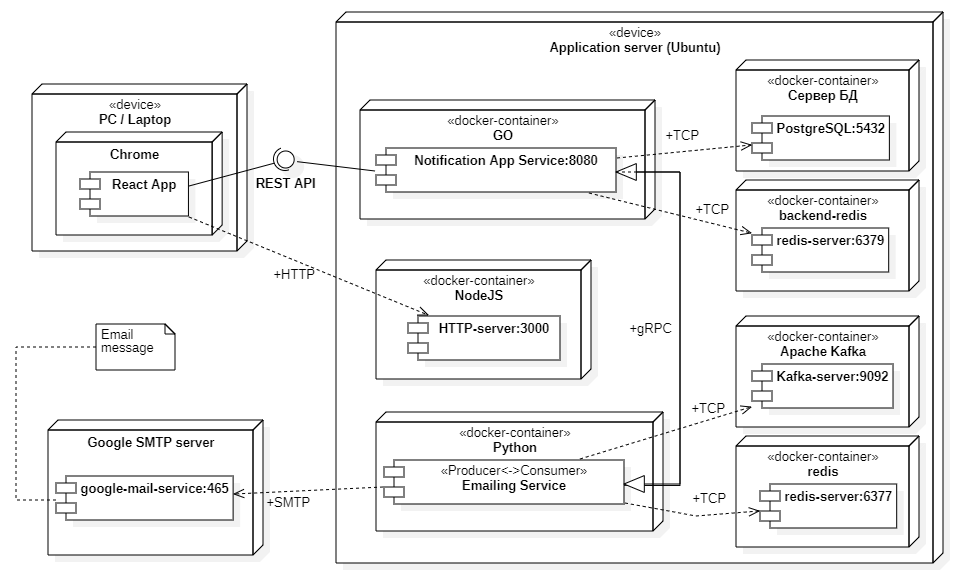 «device»
Application server (Ubuntu)
«device»
PC / Laptop
Chrome
React App
REST API
«docker-container»
GO
Notification App Service:8080
+TCP
«docker-container»
Сервер БД
PostgreSQL:5432
+TCP
«docker-container»
backend-redis
redis-server:6379
+HTTP
«docker-container»
NodeJS
HTTP-server:3000
+gRPC
«docker-container»
Apache Kafka
Kafka-server:9092
Email
message
+TCP
Google SMTP server
google-mail-service:465
+SMTP
«docker-container»
Python
«Producer<->Consumer»
Emailing Service
+TCP
«docker-container»
redis
redis-server:6377